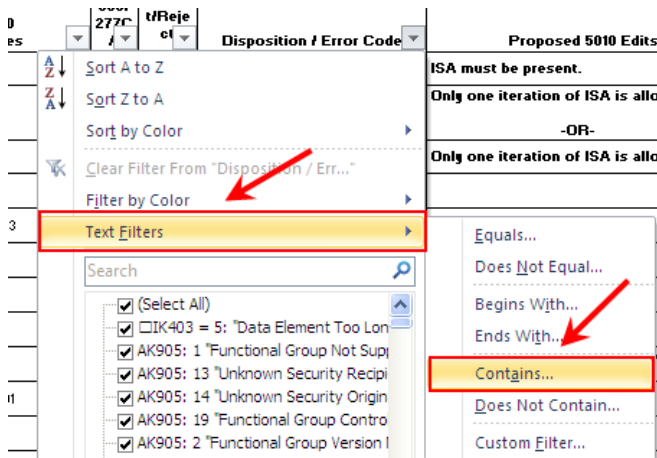 277C
t/Reje
es
Disposition / Error Code
Proposed 5010 Edits
Sort A to Z
ISA must be present.
Sort Z to A
Only one iteration of ISA is allo
Sort by Color
-OR-
Clear Filter From "Disposition / Err..."
Only one iteration of ISA is allo
Filter by Color
3
Text Filters
Equals...
Search
Does Not Equal...
(Select All)
Begins With...
□IK403 = 5: "Data Element Too Lon
Ends With...
AK905: 1 "Functional Group Not Supp
AK905: 13 "Unknown Security Recipi
Contains...
AK905: 14 "Unknown Security Origin
Does Not Contain...
AK905: 19 "Functional Group Contro
AK905: 2 "Functional Group Version
Custom Filter...